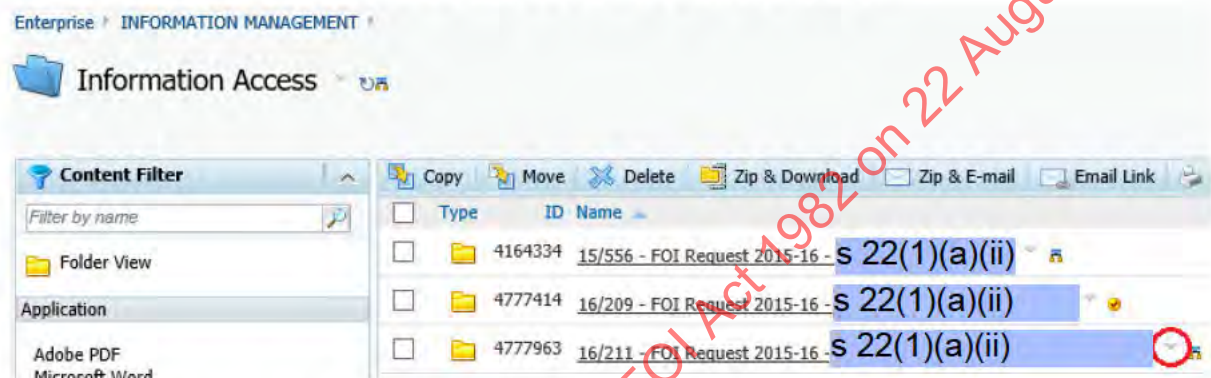 Enterprise INFORMATION MANAGEMENT
Information Access
Content Filter
Filter by name
Folder View
Application
Adobe PDF
Microsoft Word
Copy Move Delete Zip & Download Zip & E-mail Email Link
Type ID Name
4164334 15/556 - FOI Request 2015-16 - s 22(1)(a)(ii)
4777414 16/209 - FOI Request 2015-16 - s 22(1)(a)(ii)
4777963 16/211 - FOI Request 2015-16 - s 22(1)(a)(ii)
FOI Act 1982 on 22 Augu